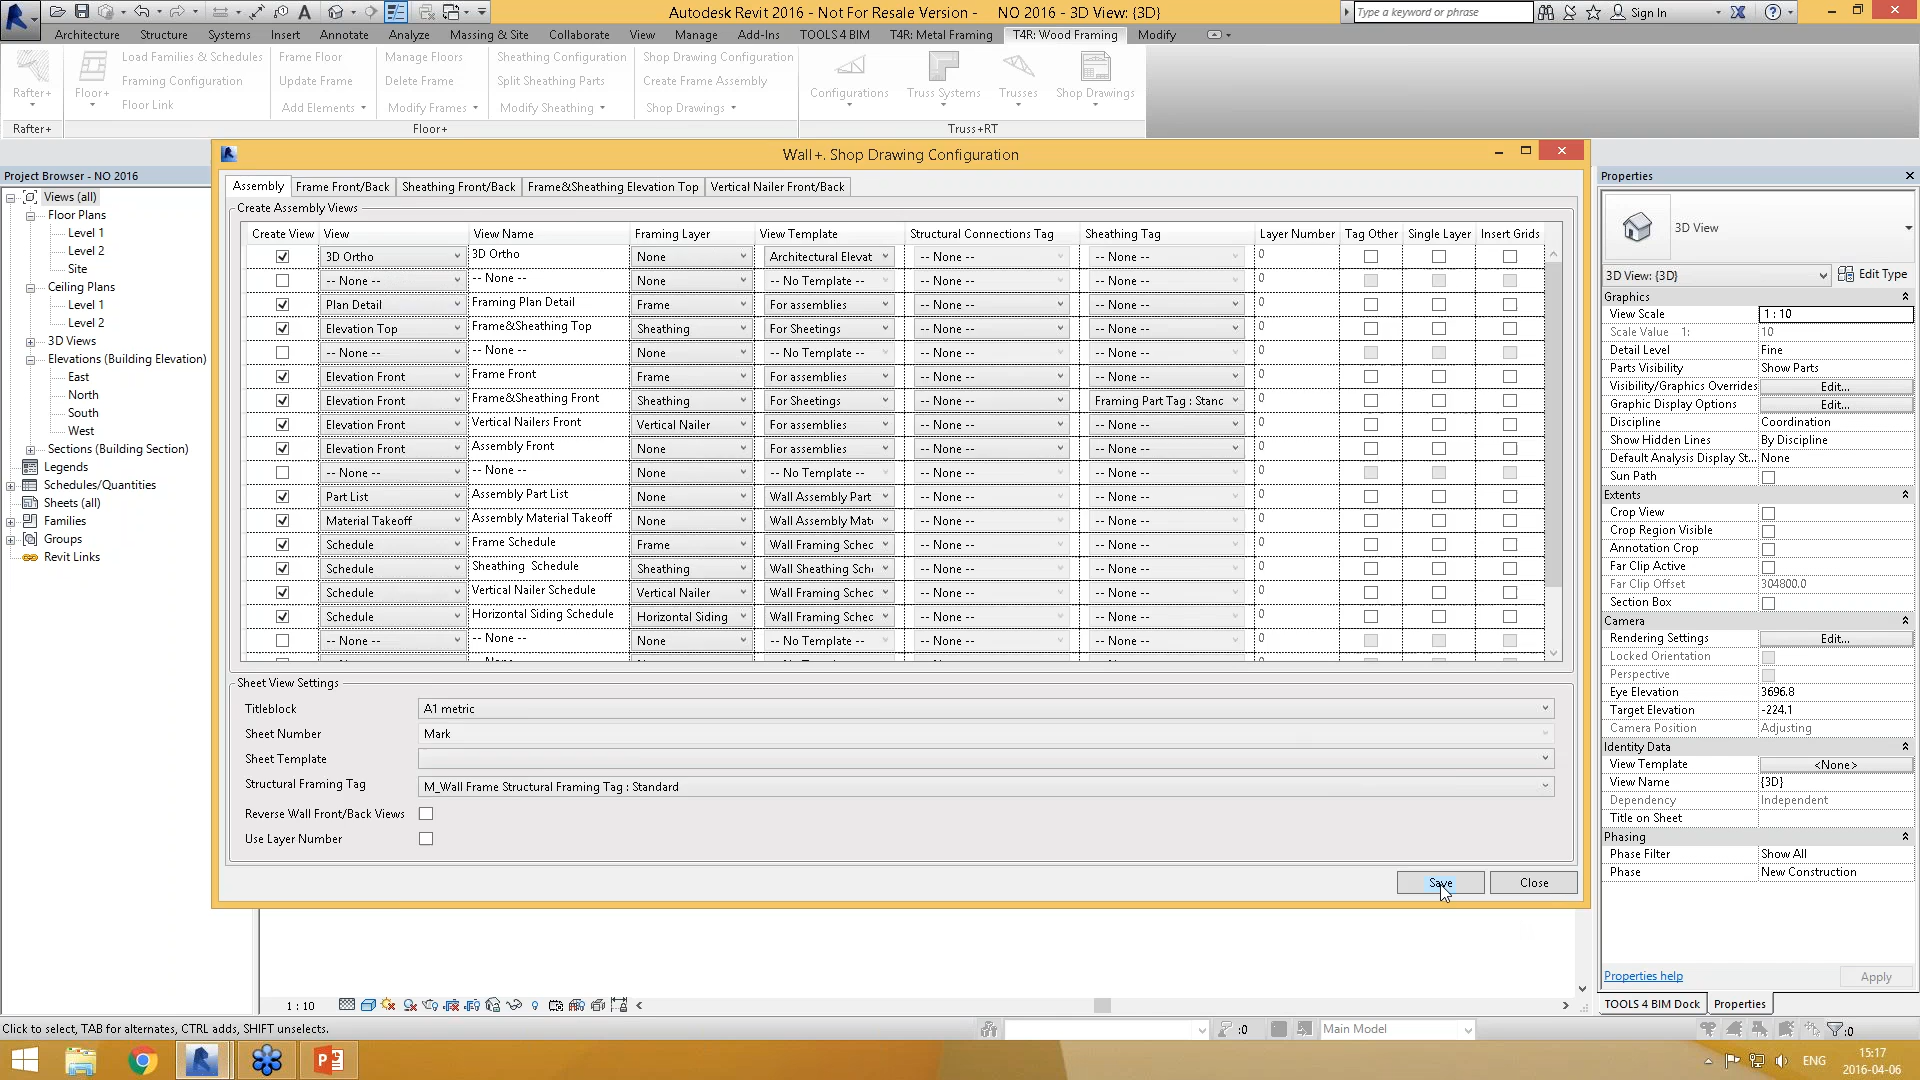 Autodesk Revit 2016 - Not For Resale Version - NO 2016 - 3D View: {3D}
Type a keyword or phrase
Sign In
Architecture Structure Systems Insert Annotate Analyze Massing & Site Collaborate View Manage Add-Ins TOOLS 4 BIM T4R: Metal Framing T4R: Wood Framing Modify
Load Families & Schedules Frame Floor Manage Floors Sheathing Configuration Shop Drawing Configuration
Framing Configuration Update Frame Delete Frame Split Sheathing Parts Create Frame Assembly
Rafter+ Floor+ Configurations Truss Systems Trusses Shop Drawings
Floor Link Add Elements Modify Frames Modify Sheathing Shop Drawings
Rafter+ Floor+ Truss+RT
Wall+. Shop Drawing Configuration
Project Browser - NO 2016
Views (all)
Floor Plans
Level 1
Level 2
Site
Ceiling Plans
Level 1
Level 2
3D Views
Elevations (Building Elevation)
East
North
South
West
Sections (Building Section)
Legends
Schedules/Quantities
Sheets (all)
Families
Groups
Revit Links
Assembly Frame Front/Back Sheathing Front/Back Frame&Sheathing Elevation Top Vertical Nailer Front/Back
Create Assembly Views
Create View View View Name Framing Layer View Template Structural Connections Tag Sheathing Tag Layer Number Tag Other Single Layer Insert Grids
3D Ortho 3D Ortho None Architectural Elevat -- None -- -- None -- 0
-- None -- -- None -- None -- No Template -- -- None -- -- None -- 0
Plan Detail Framing Plan Detail Frame For assemblies -- None -- -- None -- 0
Elevation Top Frame&Sheathing Top Sheathing For Sheetings -- None -- -- None -- 0
-- None -- -- None -- None -- No Template -- -- None -- -- None -- 0
Elevation Front Frame Front Frame For assemblies -- None -- -- None -- 0
Elevation Front Frame&Sheathing Front Sheathing For Sheetings -- None -- Framing Part Tag : Stanc 0
Elevation Front Vertical Nailers Front Vertical Nailer For assemblies -- None -- -- None -- 0
Elevation Front Assembly Front None For assemblies -- None -- -- None -- 0
-- None -- -- None -- None -- No Template -- -- None -- -- None -- 0
Part List Assembly Part List None Wall Assembly Part -- None -- -- None -- 0
Material Takeoff Assembly Material Takeoff None Wall Assembly Mat -- None -- -- None -- 0
Schedule Frame Schedule Frame Wall Framing Schec -- None -- -- None -- 0
Schedule Sheathing Schedule Sheathing Wall Sheathing Sch -- None -- -- None -- 0
Schedule Vertical Nailer Schedule Vertical Nailer Wall Framing Schec -- None -- -- None -- 0
Schedule Horizontal Siding Schedule Horizontal Siding Wall Framing Schec -- None -- -- None -- 0
-- None -- -- None -- None -- No Template -- -- None -- -- None -- 0
Sheet View Settings
Titleblock A1 metric
Sheet Number Mark
Sheet Template
Structural Framing Tag M_Wall Frame Structural Framing Tag : Standard
Reverse Wall Front/Back Views
Use Layer Number
Save Close
Properties
3D View
3D View: {3D} Edit Type
Graphics
View Scale 1 : 10
Scale Value 1: 10
Detail Level Fine
Parts Visibility Show Parts
Visibility/Graphics Overrides Edit...
Graphic Display Options Edit...
Discipline Coordination
Show Hidden Lines By Discipline
Default Analysis Display St... None
Sun Path
Extents
Crop View
Crop Region Visible
Annotation Crop
Far Clip Active
Far Clip Offset 304800.0
Section Box
Camera
Rendering Settings Edit...
Locked Orientation
Perspective
Eye Elevation 3696.8
Target Elevation -224.1
Camera Position Adjusting
Identity Data
View Template <None>
View Name {3D}
Dependency Independent
Title on Sheet
Phasing
Phase Filter Show All
Phase New Construction
Properties help Apply
TOOLS 4 BIM Dock Properties
1 : 10
Click to select, TAB for alternates, CTRL adds, SHIFT unselects.
:0 Main Model :0
ENG 15:17
2016-04-06